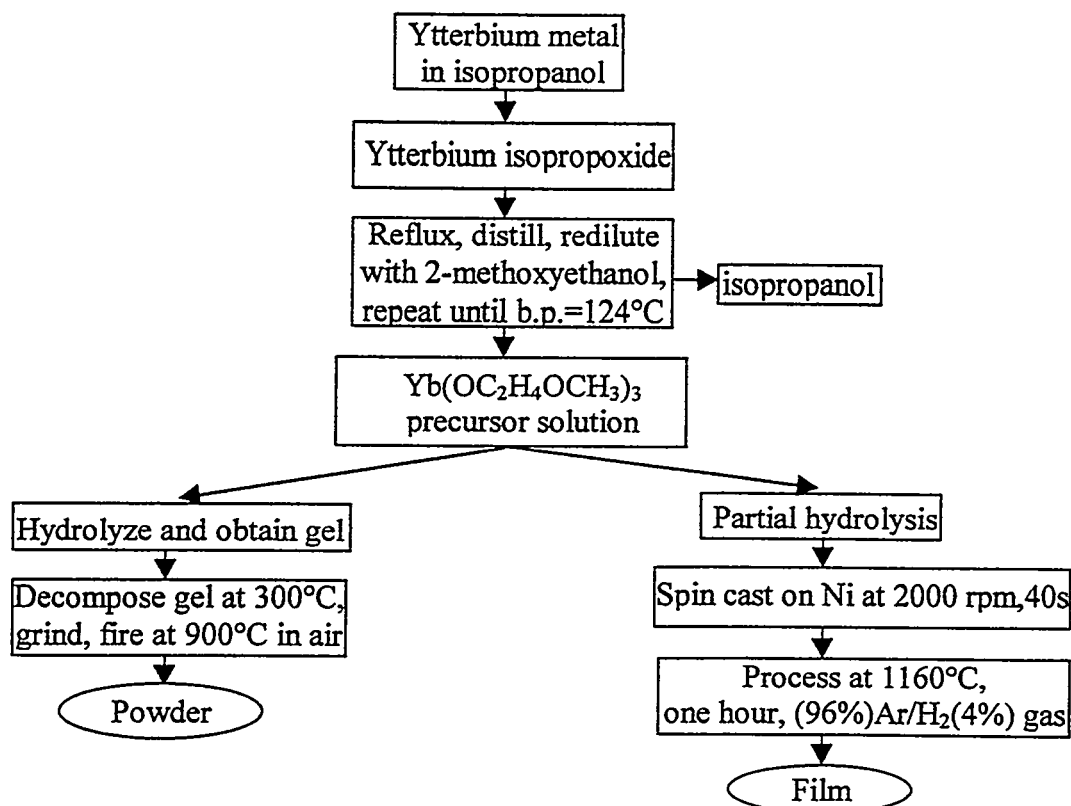 Ytterbium metal
in isopropanol
Ytterbium isopropoxide
Reflux, distill, redilute
with 2-methoxyethanol,
repeat until b.p.=124°C
isopropanol
Yb(OC₂H₄OCH₃)₃
precursor solution
Hydrolyze and obtain gel
Decompose gel at 300°C,
grind, fire at 900°C in air
Powder
Partial hydrolysis
Spin cast on Ni at 2000 rpm,40s
Process at 1160°C,
one hour, (96%)Ar/H₂(4%) gas
Film